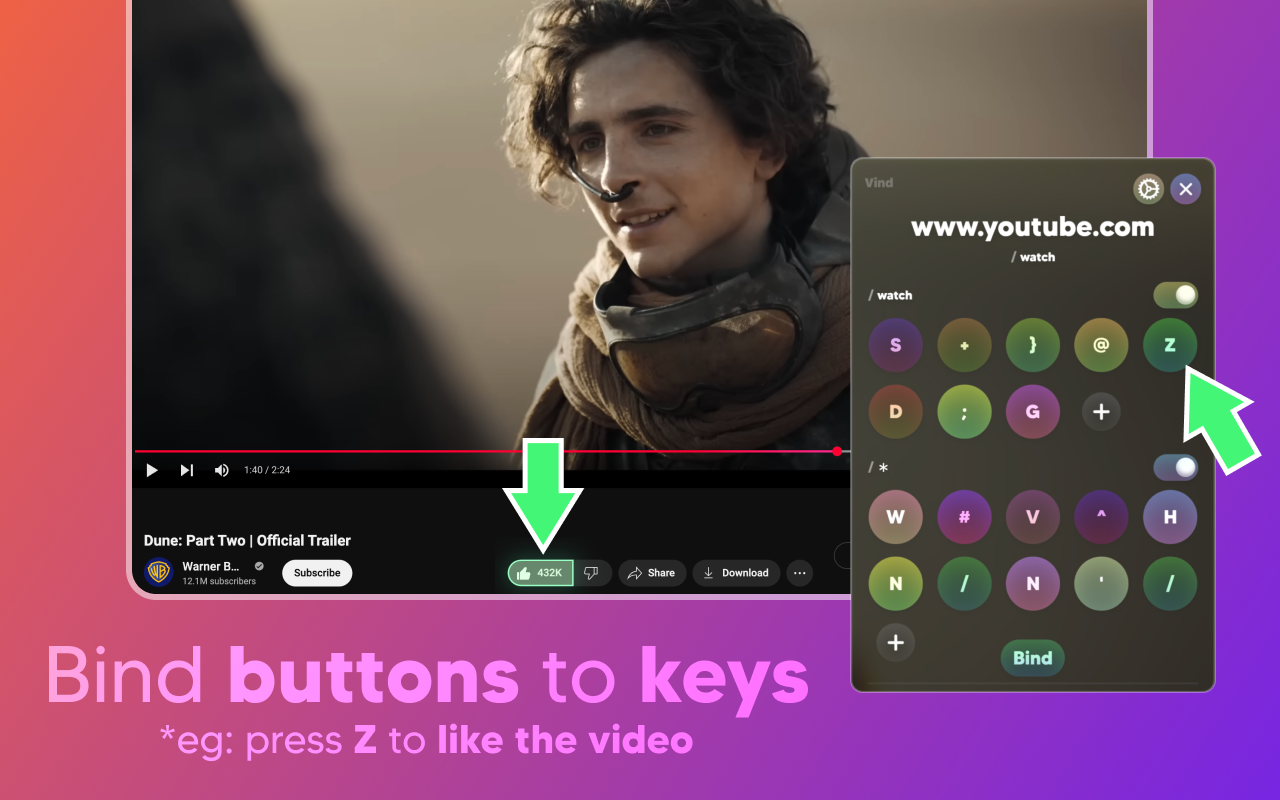 Vind
www.youtube.com
/ watch
/ watch
S + } @ Z
D ; G +
/ *
W # V ^ H
N / N ' /
+
Bind
1:40 / 2:24
Dune: Part Two | Official Trailer
WB
Warner B...
12.1M subscribers
Subscribe
432K
Share
Download
Bind buttons to keys
*eg: press Z to like the video